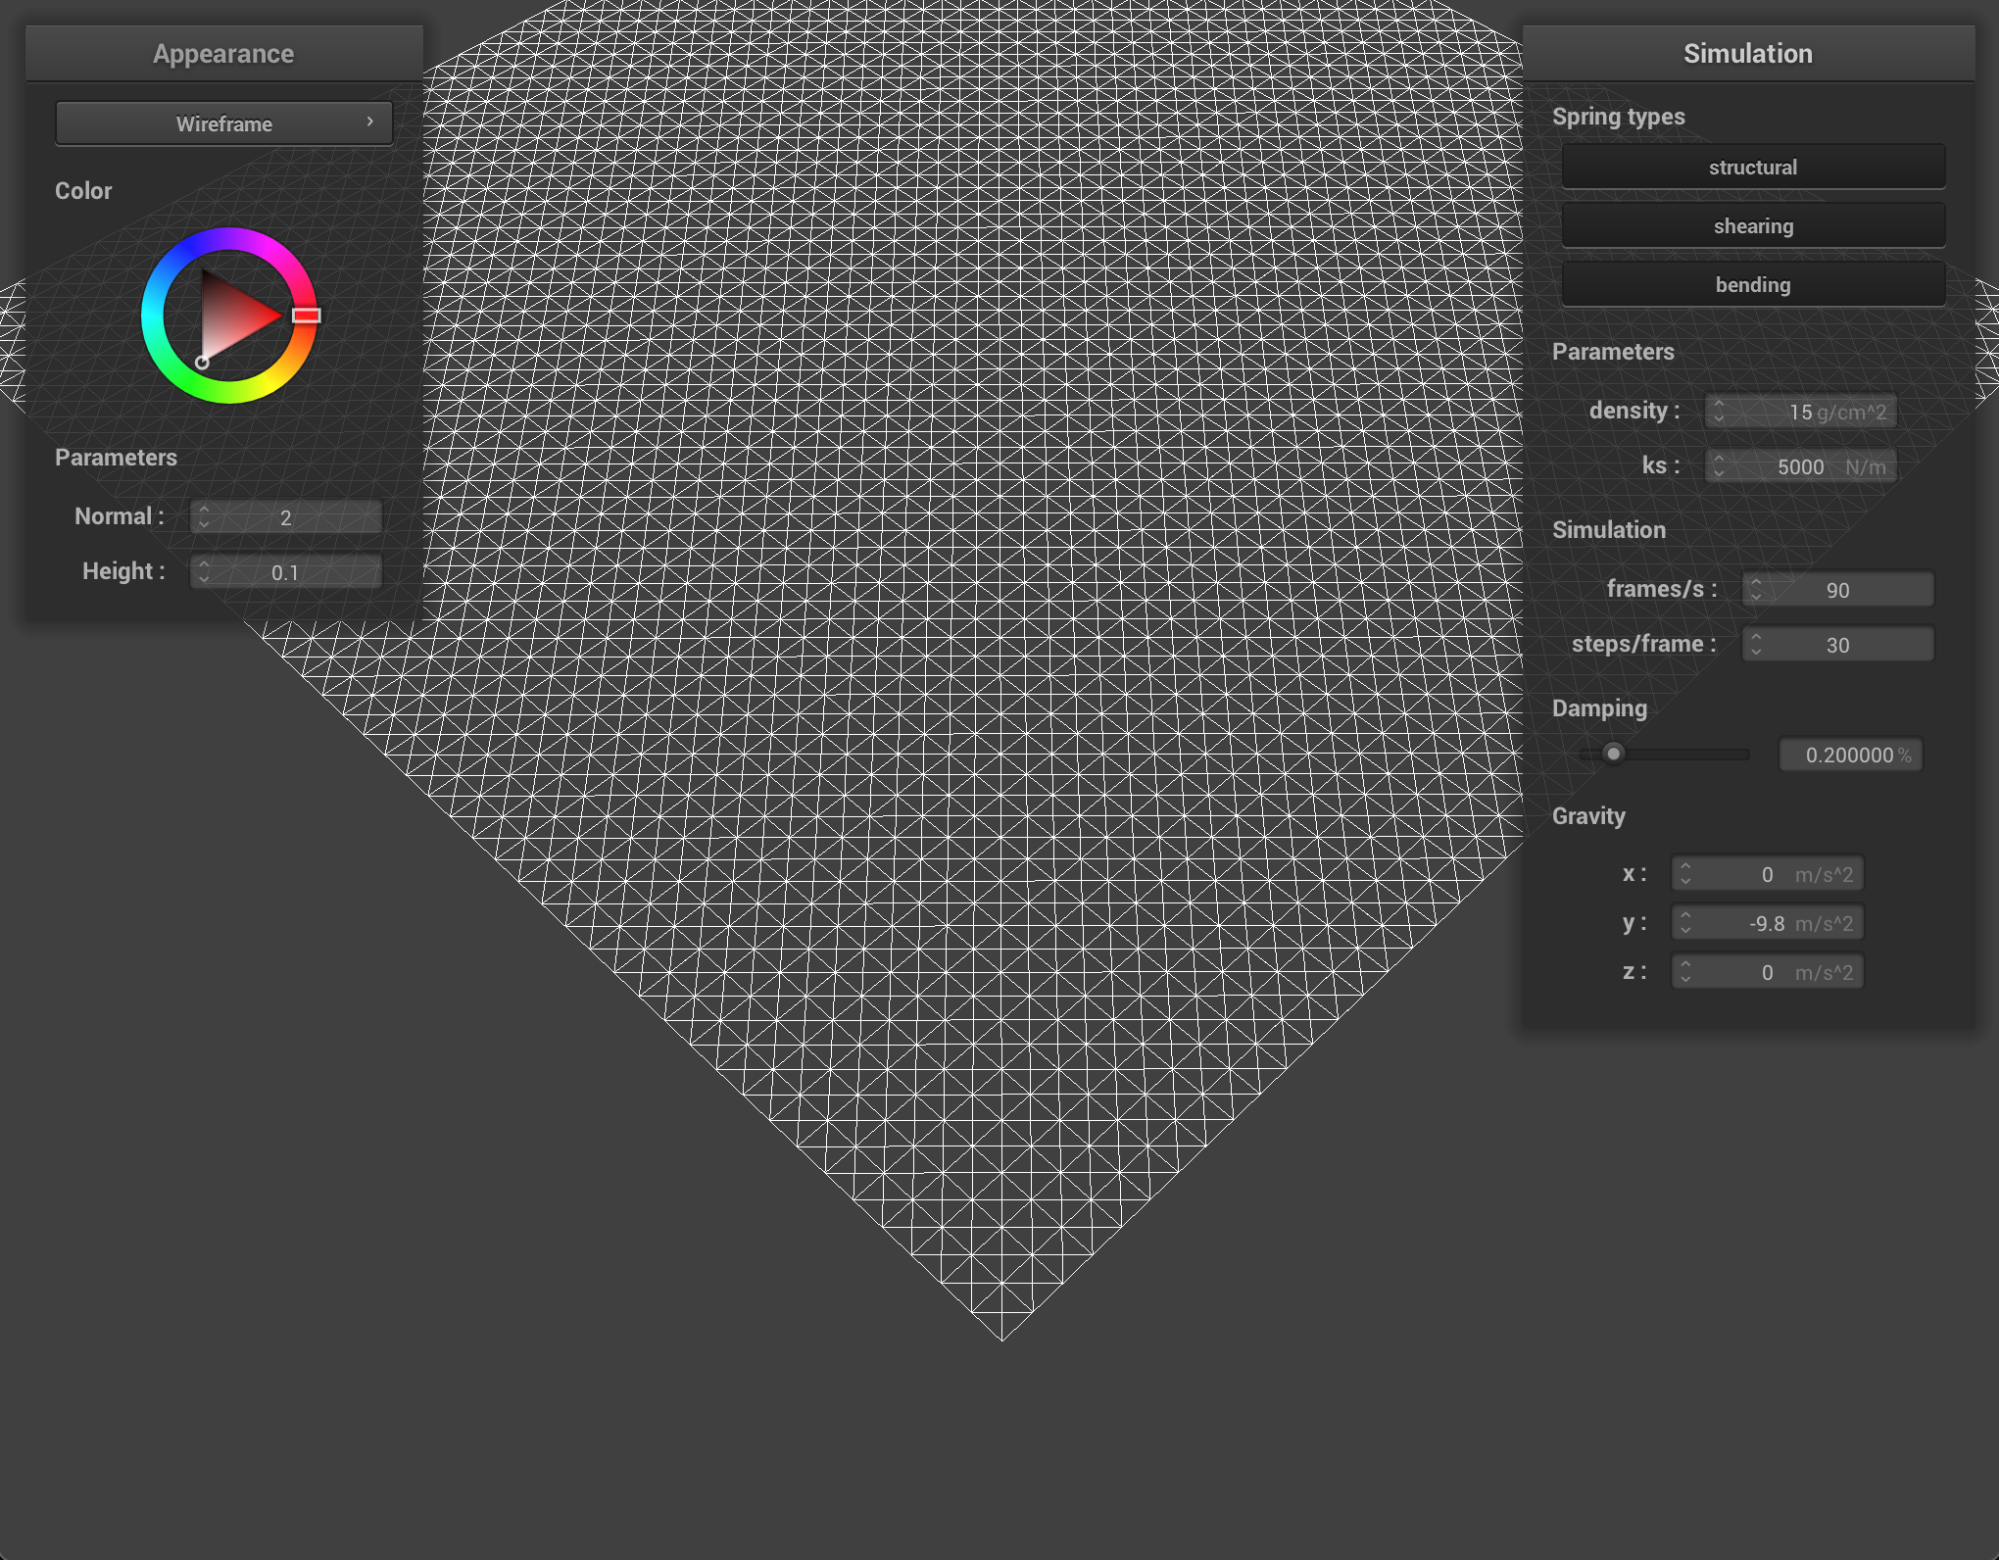 Appearance
Wireframe
Color
Parameters
Normal : 2
Height : 0.1
Simulation
Spring types
structural
shearing
bending
Parameters
density : 15 g/cm^2
ks : 5000 N/m
Simulation
frames/s : 90
steps/frame : 30
Damping
0.200000 %
Gravity
x : 0 m/s^2
y : -9.8 m/s^2
z : 0 m/s^2